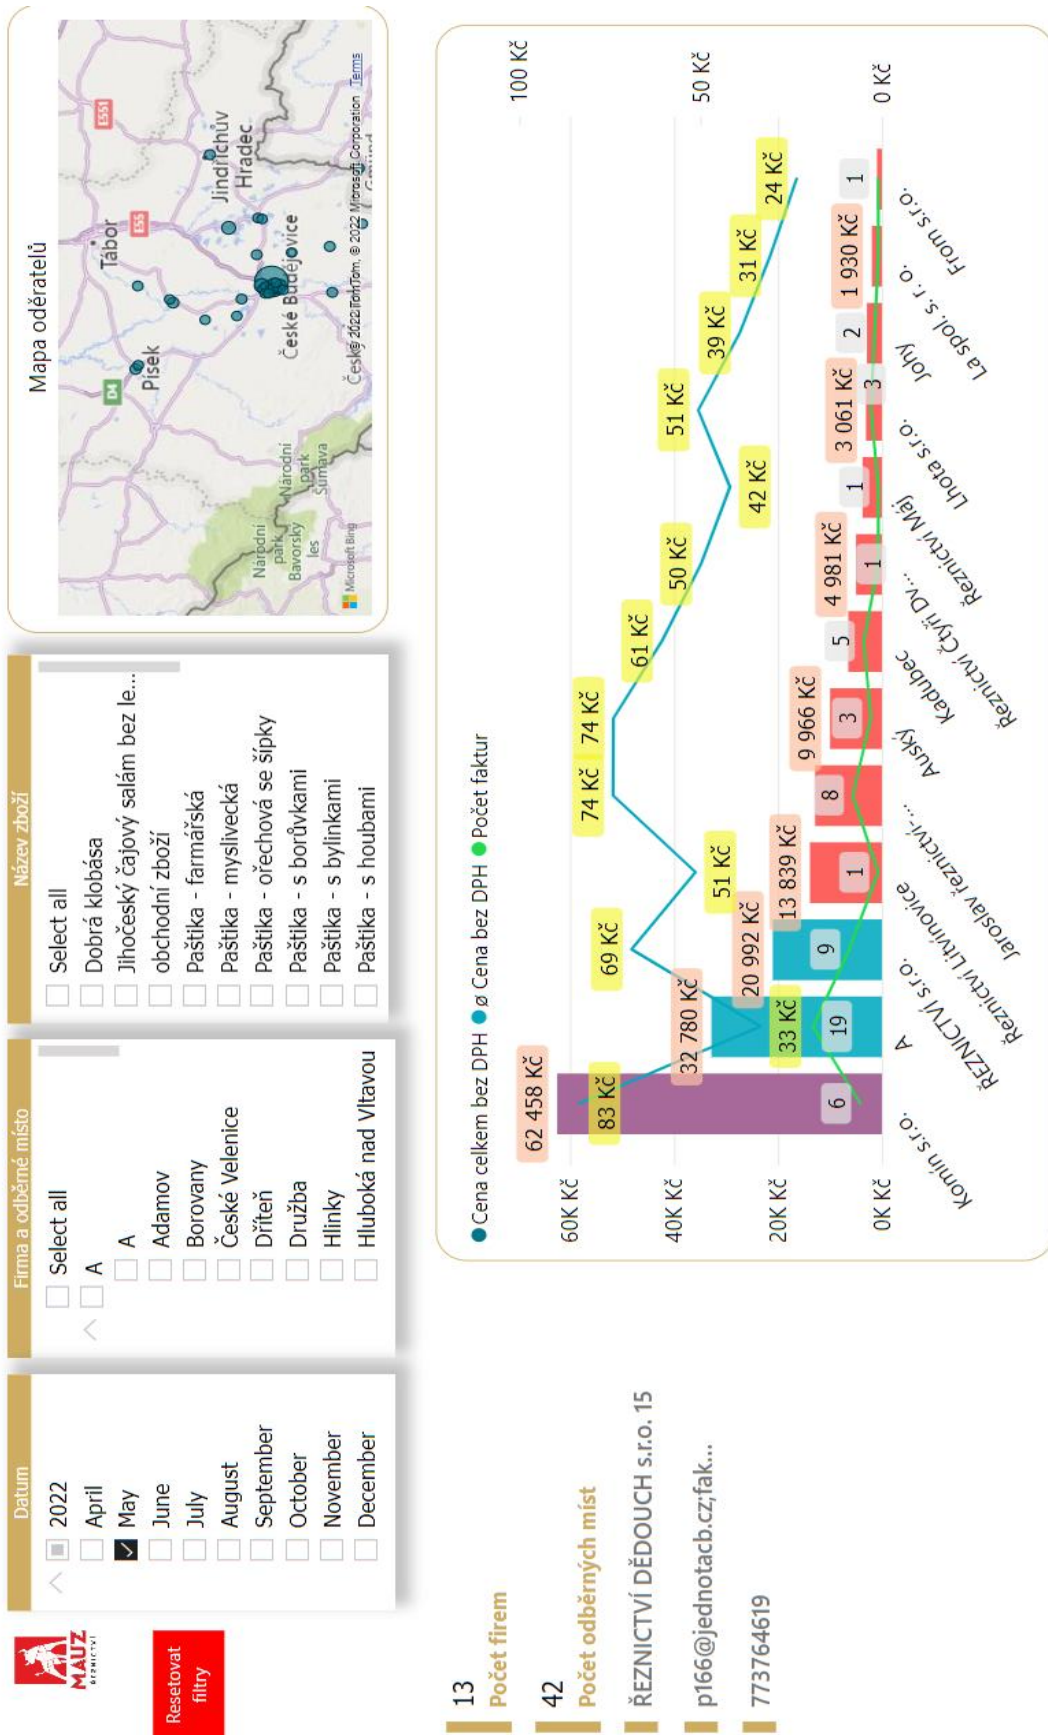 MAUZ
ŘEZNICTVÍ
Resetovat
filtry
Datum
2022
April
May
June
July
August
September
October
November
December
Firma a odběrné místo
Select all
A
A
Adamov
Borovany
České Velenice
Dříteň
Družba
Hlinky
Hluboká nad Vltavou
Název zboží
Select all
Dobrá klobása
Jihočeský čajový salám bez le...
obchodní zboží
Paštika - farmářská
Paštika - myslivecká
Paštika - ořechová se šípky
Paštika - s borůvkami
Paštika - s bylinkami
Paštika - s houbami
Mapa oděratelů
Tábor
E551
E55
D4
Písek
Jindřichův
Hradec
České Budějovice
Národní
park
Bavorský
les
Národní
park
Šumava
Microsoft Bing
© 2022 TomTom, © 2022 Microsoft Corporation Terms
13
Počet firem
42
Počet odběrných míst
ŘEZNICTVÍ DĚDOUCH s.r.o. 15
p166@jednotacb.cz;fak...
773764619
Cena celkem bez DPH ø Cena bez DPH Počet faktur
60K Kč
40K Kč
20K Kč
0K Kč
100 Kč
50 Kč
0 Kč
62 458 Kč
32 780 Kč
20 992 Kč
13 839 Kč
9 966 Kč
4 981 Kč
3 061 Kč
1 930 Kč
83 Kč
33 Kč
69 Kč
51 Kč
74 Kč
74 Kč
61 Kč
50 Kč
42 Kč
51 Kč
39 Kč
31 Kč
24 Kč
6
19
9
1
8
3
5
1
1
3
2
1
Komín s.r.o.
A
ŘEZNICTVÍ s.r.o.
Řeznictví Litvínovice
Jaroslav řeznictví-...
Auský
Kadubec
Řeznictví Čtyři Dv...
Řeznictví Máj
Lhota s.r.o.
Johy
La spol. s. r. o.
From s.r.o.